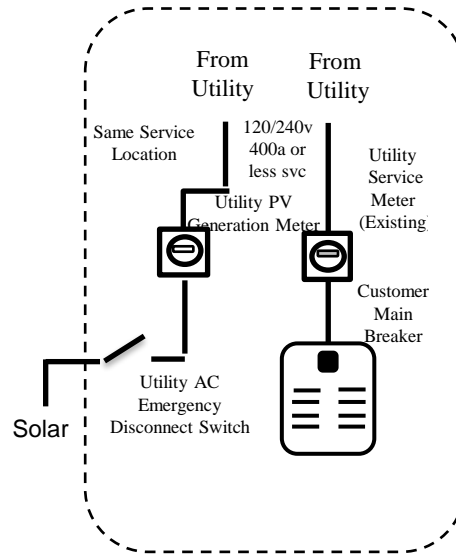 From
Utility
From
Utility
Same Service
Location
120/240v
400a or
less svc
Utility
Service
Meter
(Existing)
Utility PV
Generation Meter
Customer
Main
Breaker
Utility AC
Emergency
Disconnect Switch
Solar